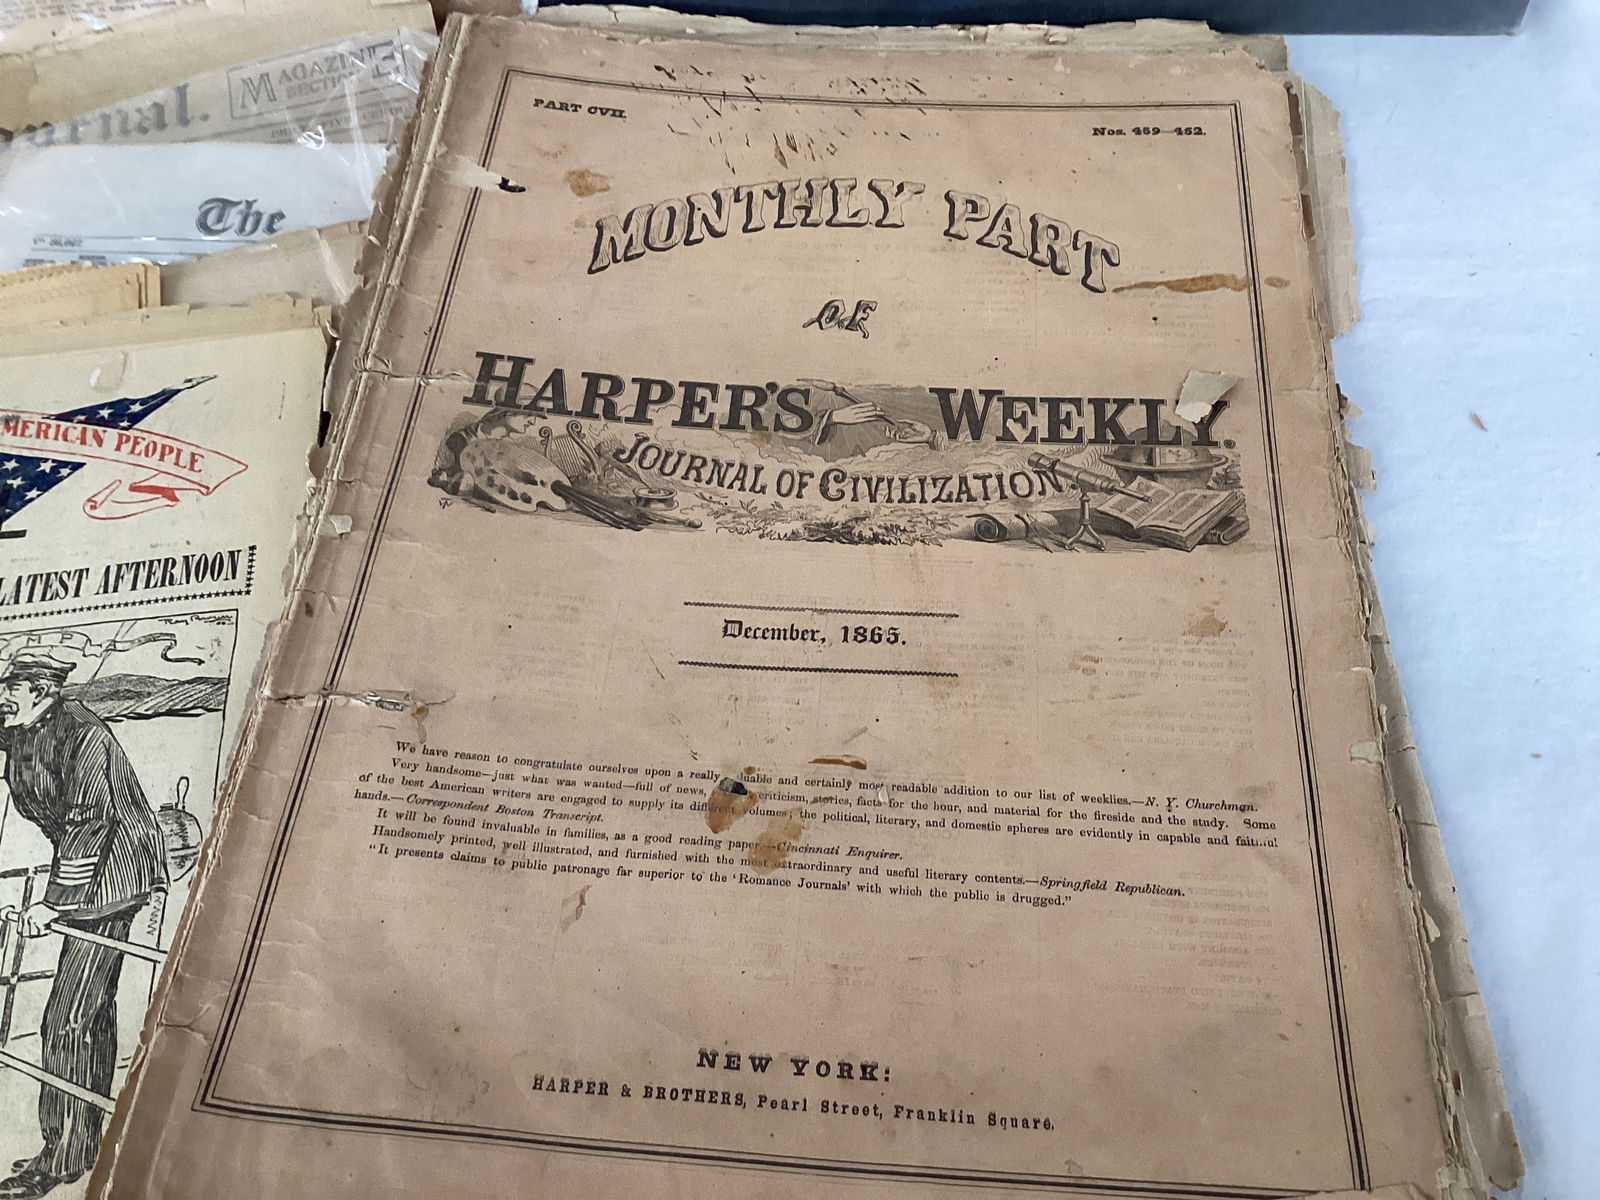 MAGAZINE
SECTION
The
AMERICAN PEOPLE
LATEST AFTERNOON
PART CVII.
Nos. 459–462.
MONTHLY PART
OF
HARPER'S WEEKLY.
JOURNAL OF CIVILIZATION.
December, 1865.
We have reason to congratulate ourselves upon a really and certainly most readable addition to our list of weeklies.—N. Y. Churchman.
Very handsome—just what was wanted—full of news, criticism, stories, facts for the hour, and material for the fireside and the study. Some
of the best American writers are engaged to supply its different volumes; the political, literary, and domestic spheres are evidently in capable and faithful
hands.—Correspondent Boston Transcript.
It will be found invaluable in families, as a good reading paper.—Cincinnati Enquirer.
Handsomely printed, well illustrated, and furnished with the most extraordinary and useful literary contents.—Springfield Republican.
"It presents claims to public patronage far superior to the 'Romance Journals' with which the public is drugged."
NEW YORK:
HARPER & BROTHERS, Pearl Street, Franklin Square.